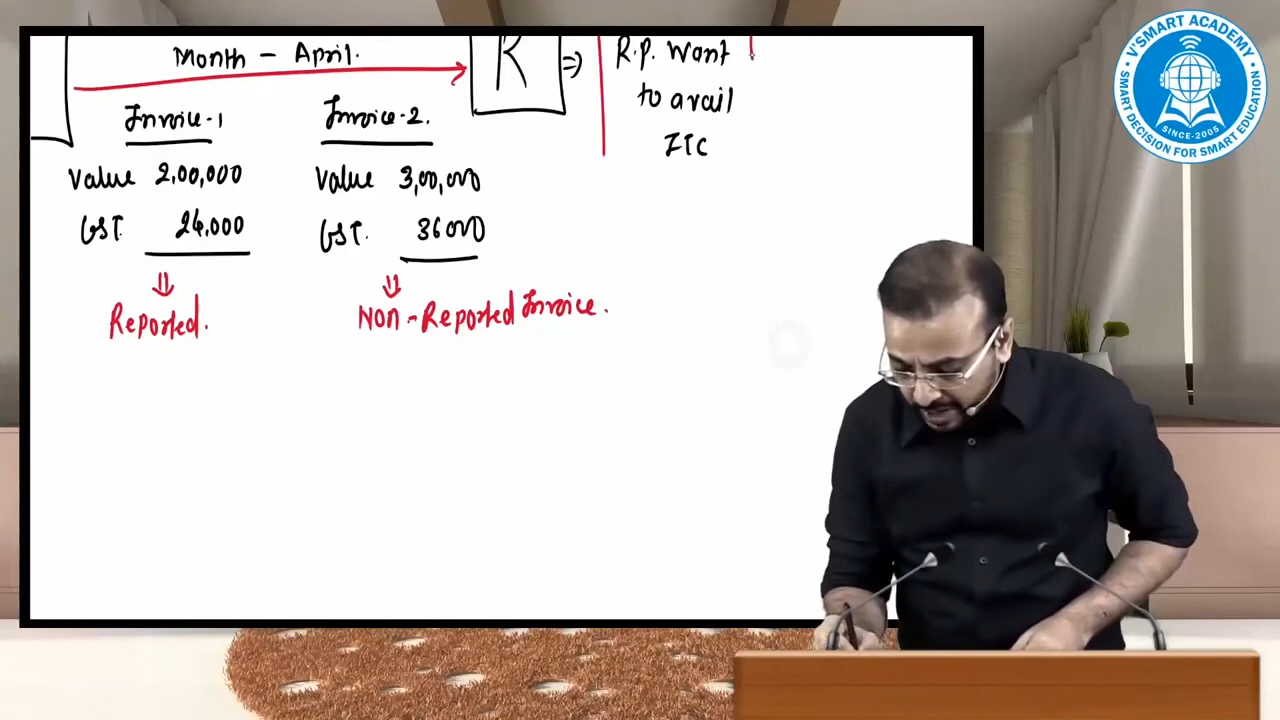 Month - April.
R
⇒
R.P. Want
to avail
ITC
Invoice-1
Value 2,00,000
GST. 24,000
⇓
Reported.
Invoice-2.
Value 3,00,000
GST. 36000
⇓
Non-Reported Invoice.
V'SMART ACADEMY
SINCE-2005
SMART DECISION FOR SMART EDUCATION